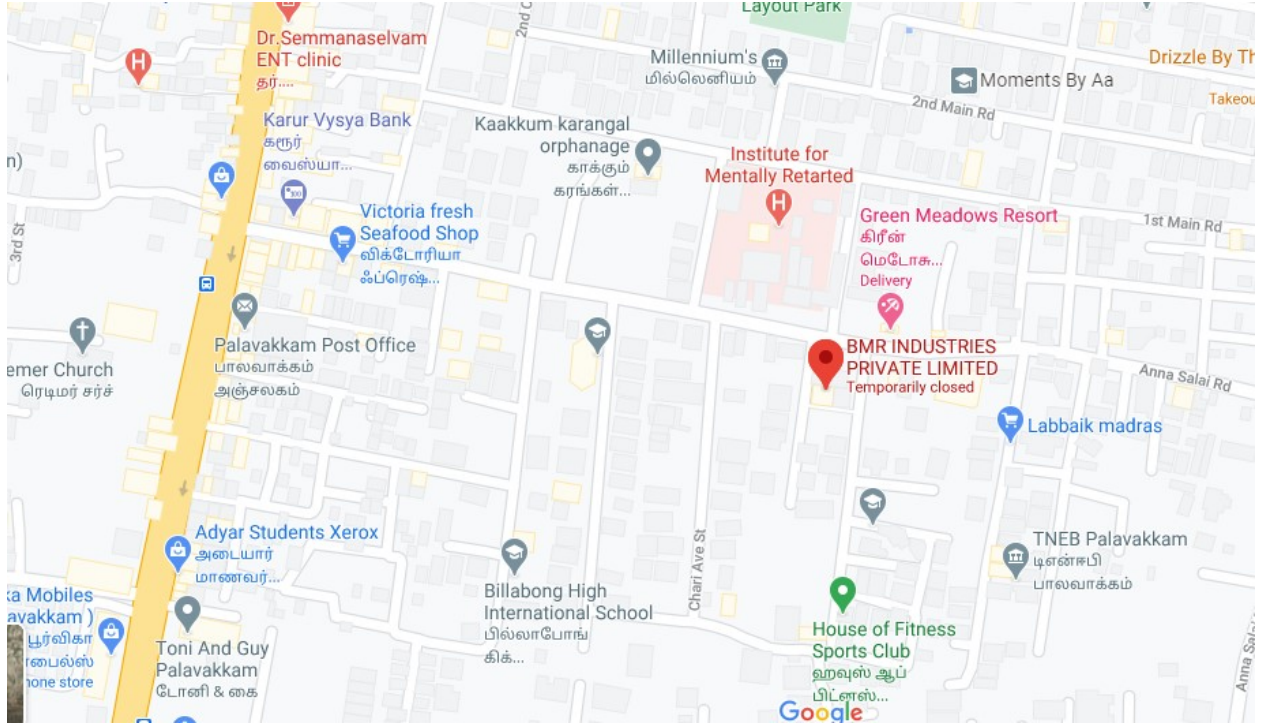 Layout Park
2nd C
Dr.Semmanaselvam
ENT clinic
தர்....
H
Millennium's
மில்லெனியம்
Drizzle By Th
Takeou
Moments By Aa
2nd Main Rd
Karur Vysya Bank
கரூர்
வைஸ்யா...
Kaakkum karangal
orphanage
காக்கும்
கரங்கள்...
Institute for
Mentally Retarted
H
n)
3rd St
Victoria fresh
Seafood Shop
விக்டோரியா
ஃப்ரெஷ்...
Green Meadows Resort
கிரீன்
மெடோசு...
Delivery
1st Main Rd
Palavakkam Post Office
பாலவாக்கம்
அஞ்சலகம்
emer Church
ரெடிமர் சர்ச்
BMR INDUSTRIES
PRIVATE LIMITED
Temporarily closed
Anna Salai Rd
Labbaik madras
Adyar Students Xerox
அடையார்
மாணவர்...
Chari Ave St
TNEB Palavakkam
டிஎன்ஈபி
பாலவாக்கம்
Billabong High
International School
பில்லாபோங்
கிக்...
ka Mobiles
avakkam )
பூர்விகா
hone store
Toni And Guy
Palavakkam
டோனி & கை
House of Fitness
Sports Club
ஹவுஸ் ஆப்
Anna Salai
Google